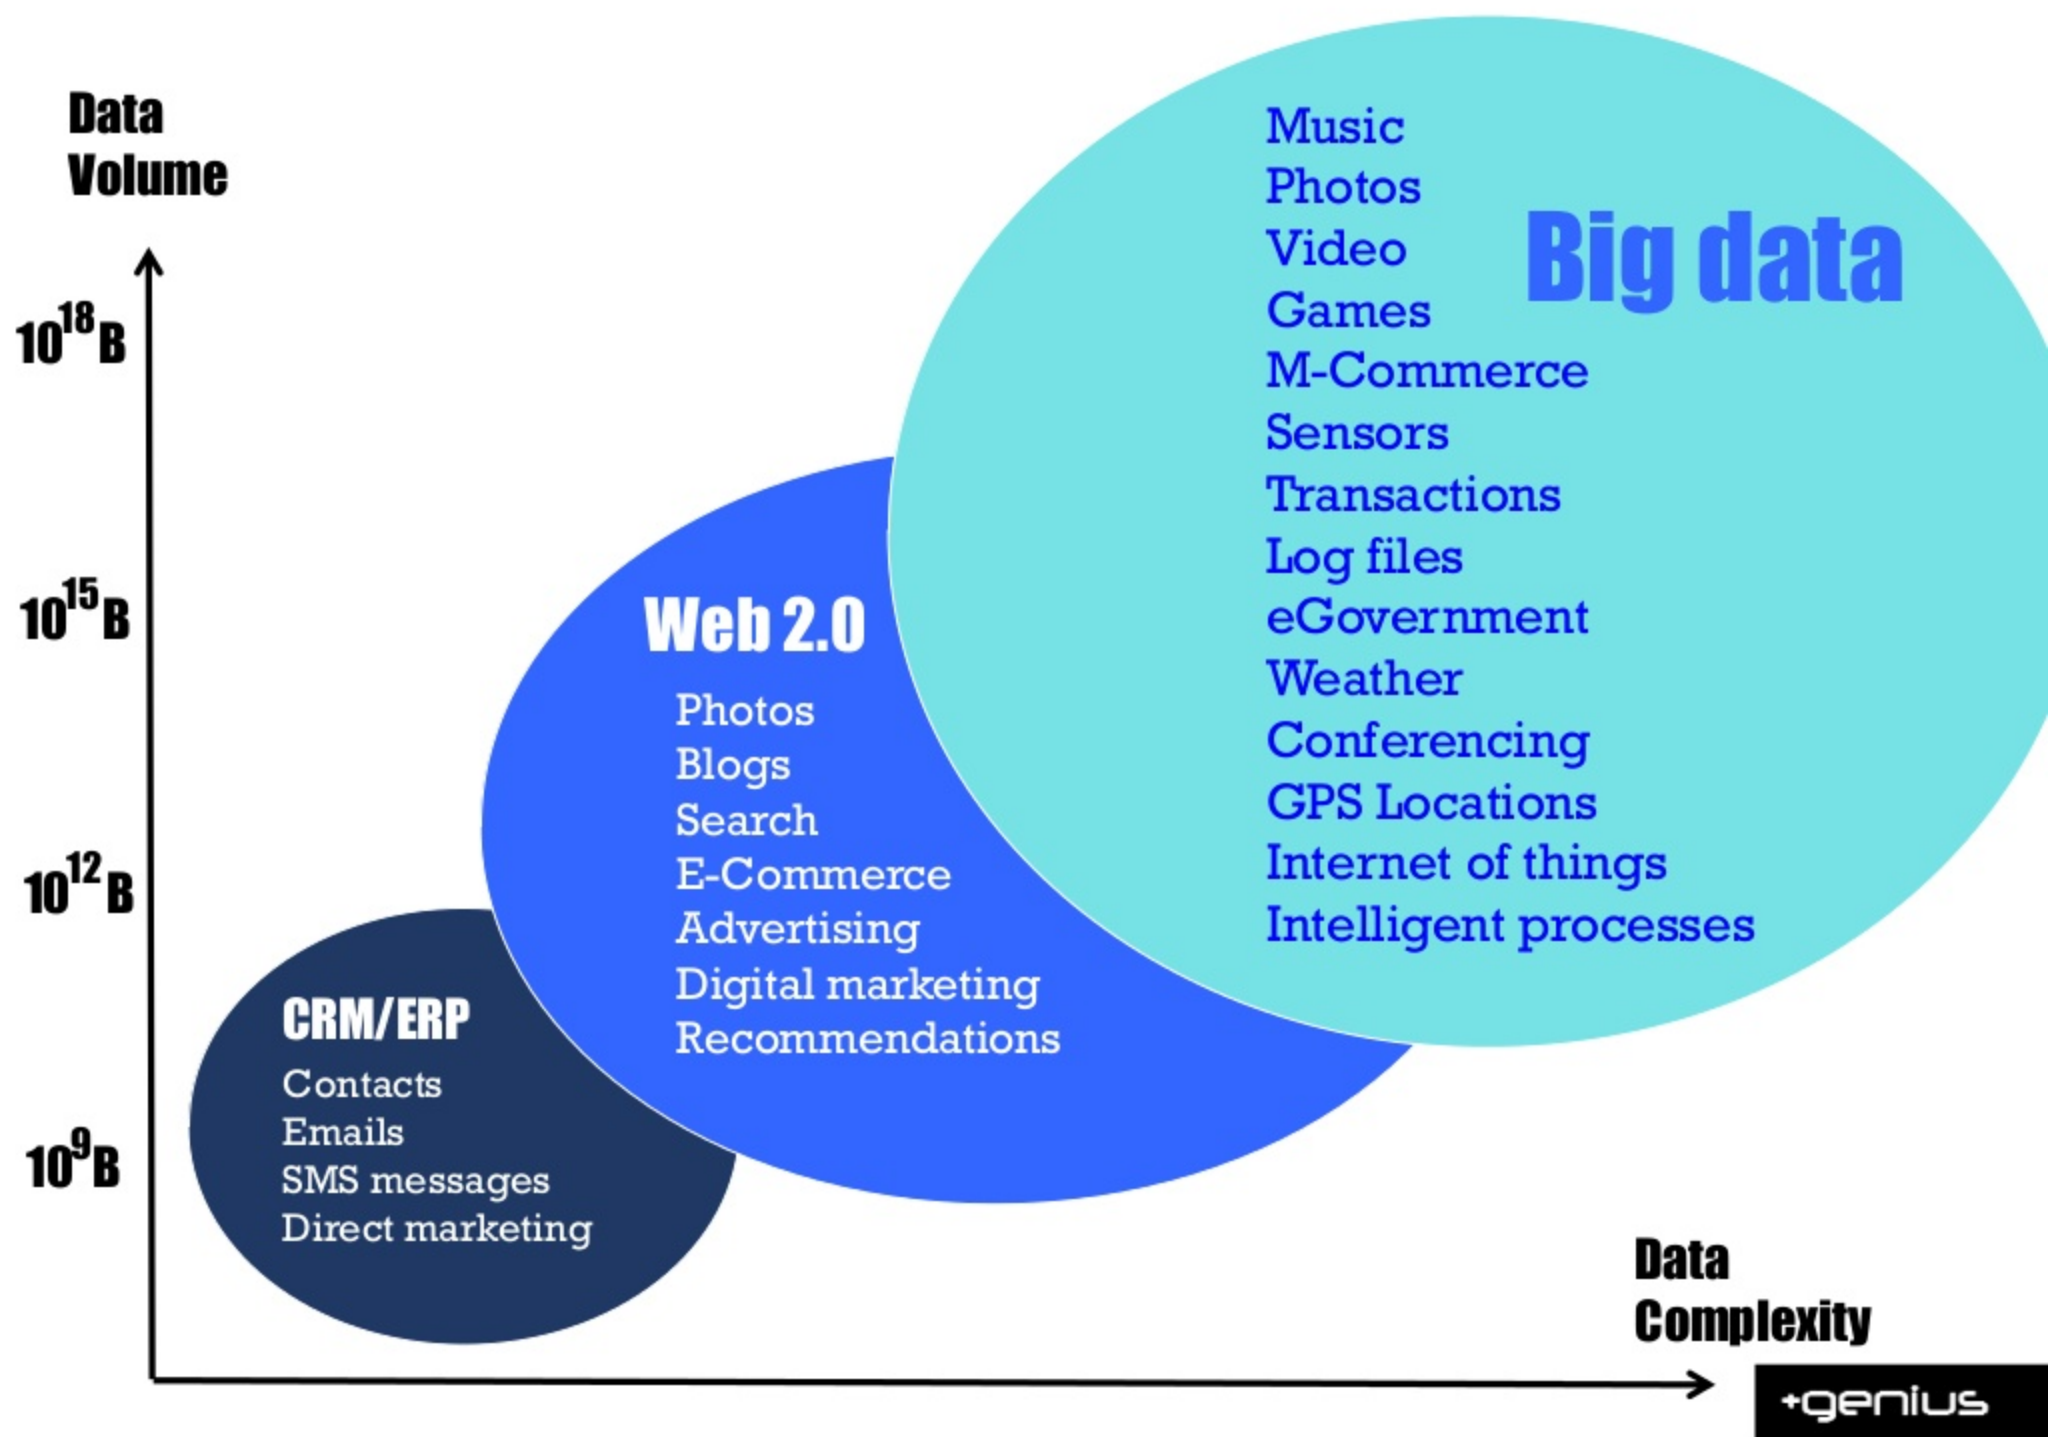 Data
Volume
10^18 B
10^15 B
10^12 B
10^9 B
CRM/ERP
Contacts
Emails
SMS messages
Direct marketing
Web 2.0
Photos
Blogs
Search
E-Commerce
Advertising
Digital marketing
Recommendations
Big data
Music
Photos
Video
Games
M-Commerce
Sensors
Transactions
Log files
eGovernment
Weather
Conferencing
GPS Locations
Internet of things
Intelligent processes
Data
Complexity
+genius